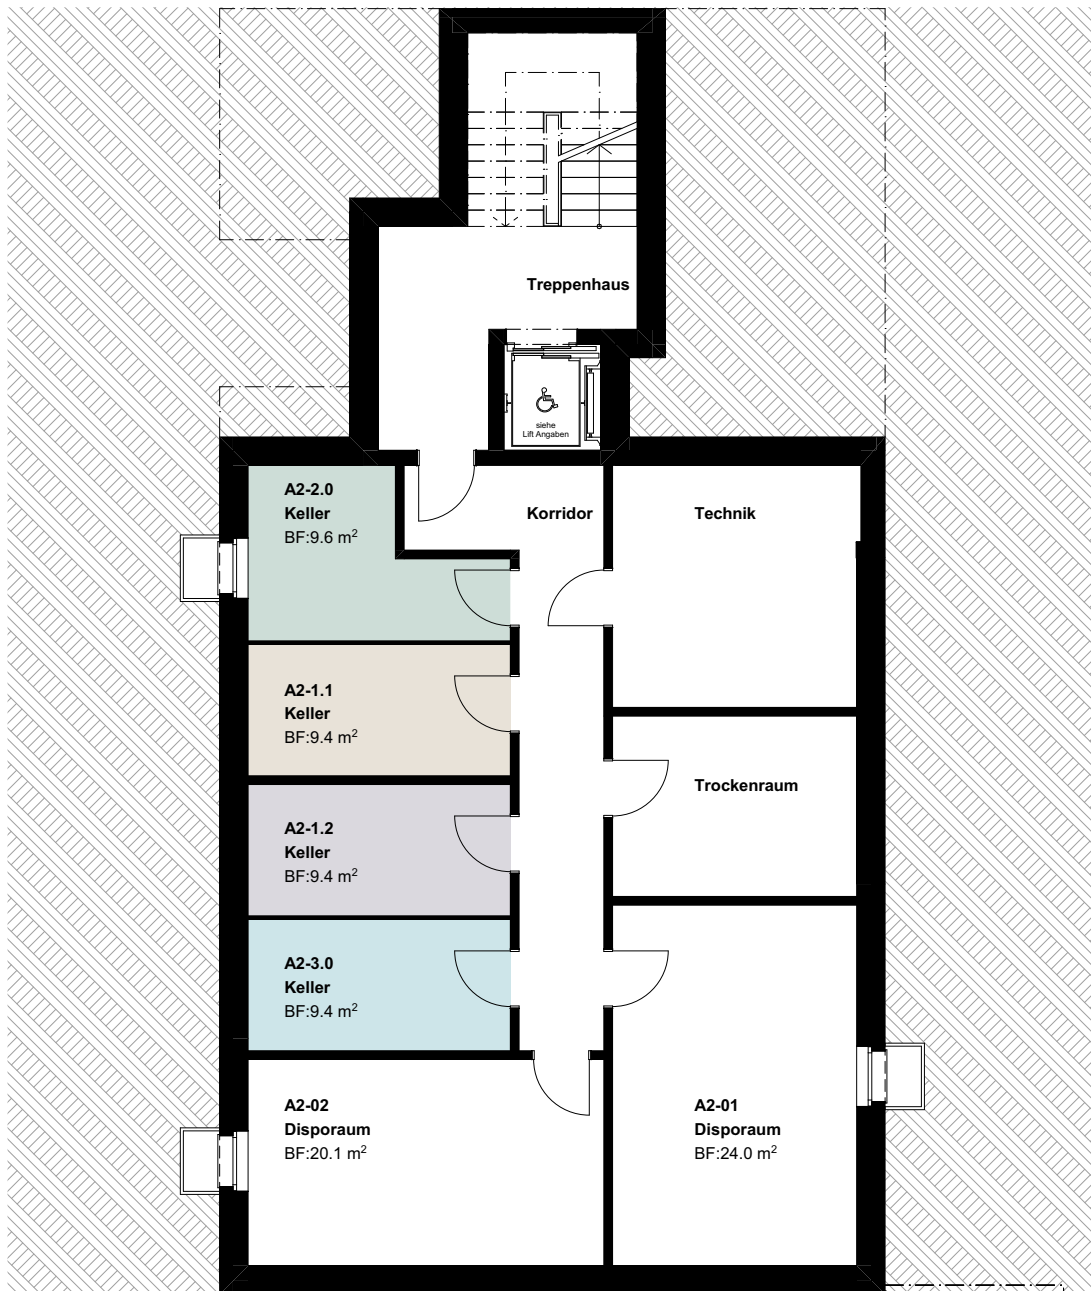 Treppenhaus
siehe
Lift Angaben
A2-2.0
Keller
BF:9.6 m²
Korridor
Technik
A2-1.1
Keller
BF:9.4 m²
Trockenraum
A2-1.2
Keller
BF:9.4 m²
A2-3.0
Keller
BF:9.4 m²
A2-02
Disporaum
BF:20.1 m²
A2-01
Disporaum
BF:24.0 m²